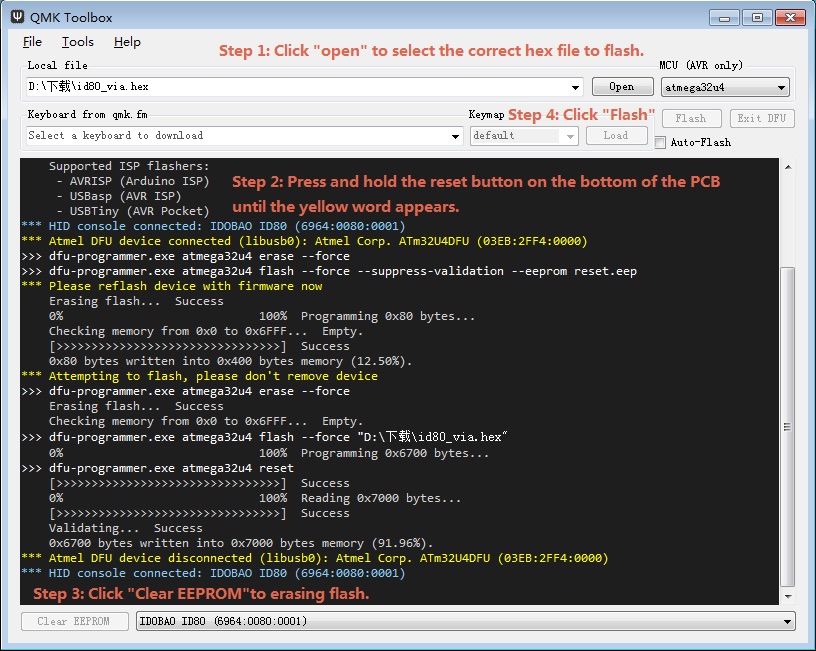 QMK Toolbox
File Tools Help
Step 1: Click "open" to select the correct hex file to flash.
Local file
MCU (AVR only)
D:\下载\id80_via.hex
Open
atmega32u4
Keyboard from qmk.fm
Keymap
Step 4: Click "Flash"
Flash
Exit DFU
Select a keyboard to download
default
Load
Auto-Flash
Supported ISP flashers:
- AVRISP (Arduino ISP)
- USBasp (AVR ISP)
- USBTiny (AVR Pocket)
Step 2: Press and hold the reset button on the bottom of the PCB
until the yellow word appears.
*** HID console connected: IDOBAO ID80 (6964:0080:0001)
*** Atmel DFU device connected (libusb0): Atmel Corp. ATm32U4DFU (03EB:2FF4:0000)
>>> dfu-programmer.exe atmega32u4 erase --force
>>> dfu-programmer.exe atmega32u4 flash --force --suppress-validation --eeprom reset.eep
*** Please reflash device with firmware now
Erasing flash... Success
0% 100% Programming 0x80 bytes...
Checking memory from 0x0 to 0x6FFF... Empty.
[>>>>>>>>>>>>>>>>>>>>>>>>>>>>>>>>] Success
0x80 bytes written into 0x400 bytes memory (12.50%).
*** Attempting to flash, please don't remove device
>>> dfu-programmer.exe atmega32u4 erase --force
Erasing flash... Success
Checking memory from 0x0 to 0x6FFF... Empty.
>>> dfu-programmer.exe atmega32u4 flash --force "D:\下载\id80_via.hex"
0% 100% Programming 0x6700 bytes...
>>> dfu-programmer.exe atmega32u4 reset
[>>>>>>>>>>>>>>>>>>>>>>>>>>>>>>>>] Success
0% 100% Reading 0x7000 bytes...
[>>>>>>>>>>>>>>>>>>>>>>>>>>>>>>>>] Success
Validating... Success
0x6700 bytes written into 0x7000 bytes memory (91.96%).
*** Atmel DFU device disconnected (libusb0): Atmel Corp. ATm32U4DFU (03EB:2FF4:0000)
*** HID console connected: IDOBAO ID80 (6964:0080:0001)
Step 3: Click "Clear EEPROM"to erasing flash.
Clear EEPROM
IDOBAO ID80 (6964:0080:0001)